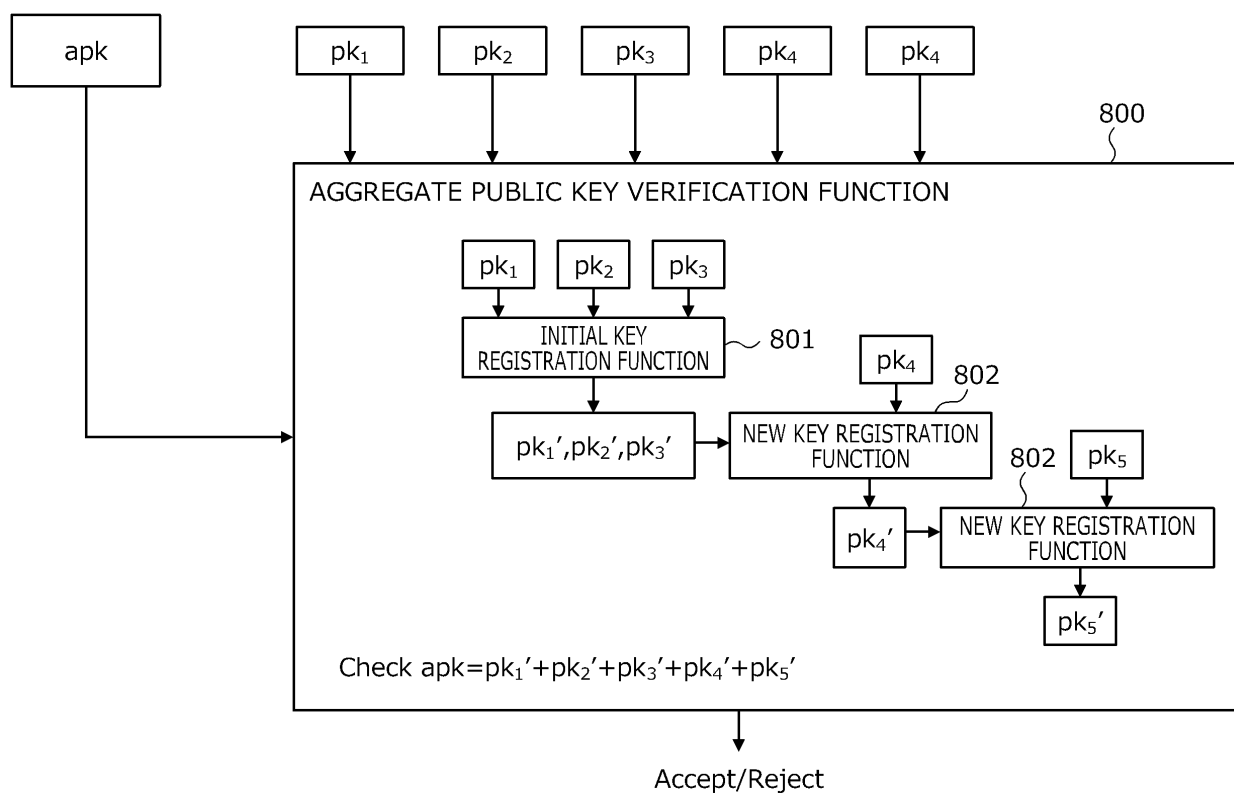 apk
pk₁
pk₂
pk₃
pk₄
pk₄
800
AGGREGATE PUBLIC KEY VERIFICATION FUNCTION
pk₁
pk₂
pk₃
INITIAL KEY
REGISTRATION FUNCTION
801
pk₄
802
pk₁′,pk₂′,pk₃′
NEW KEY REGISTRATION
FUNCTION
802
pk₅
pk₄′
NEW KEY REGISTRATION
FUNCTION
pk₅′
Check apk=pk₁′+pk₂′+pk₃′+pk₄′+pk₅′
Accept/Reject